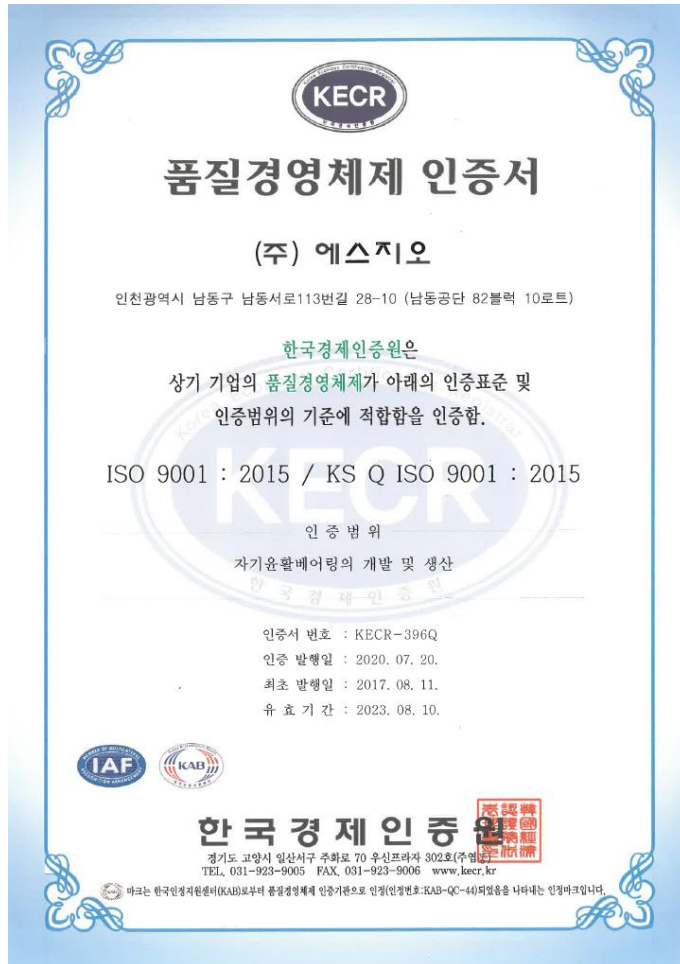 KECR
품질경영체제 인증서
(주) 에스지오
인천광역시 남동구 남동서로113번길 28-10 (남동공단 82블럭 10로트)
한국경제인증원은
상기 기업의 품질경영체제가 아래의 인증표준 및
인증범위의 기준에 적합함을 인증함.
ISO 9001 : 2015 / KS Q ISO 9001 : 2015
인 증 범 위
자기윤활베어링의 개발 및 생산
인증서 번호 : KECR-396Q
인증 발행일 : 2020. 07. 20.
최초 발행일 : 2017. 08. 11.
유 효 기 간 : 2023. 08. 10.
IAF
KAB
한 국 경 제 인 증 원
경기도 고양시 일산서구 주화로 70 우신프라자 302호(주엽동)
TEL, 031-923-9005 FAX, 031-923-9006 www.kecr.kr
마크는 한국인정지원센터(KAB)로부터 품질경영체제 인증기관으로 인정(인정번호:KAB-QC-44)되었음을 나타내는 인정마크입니다.